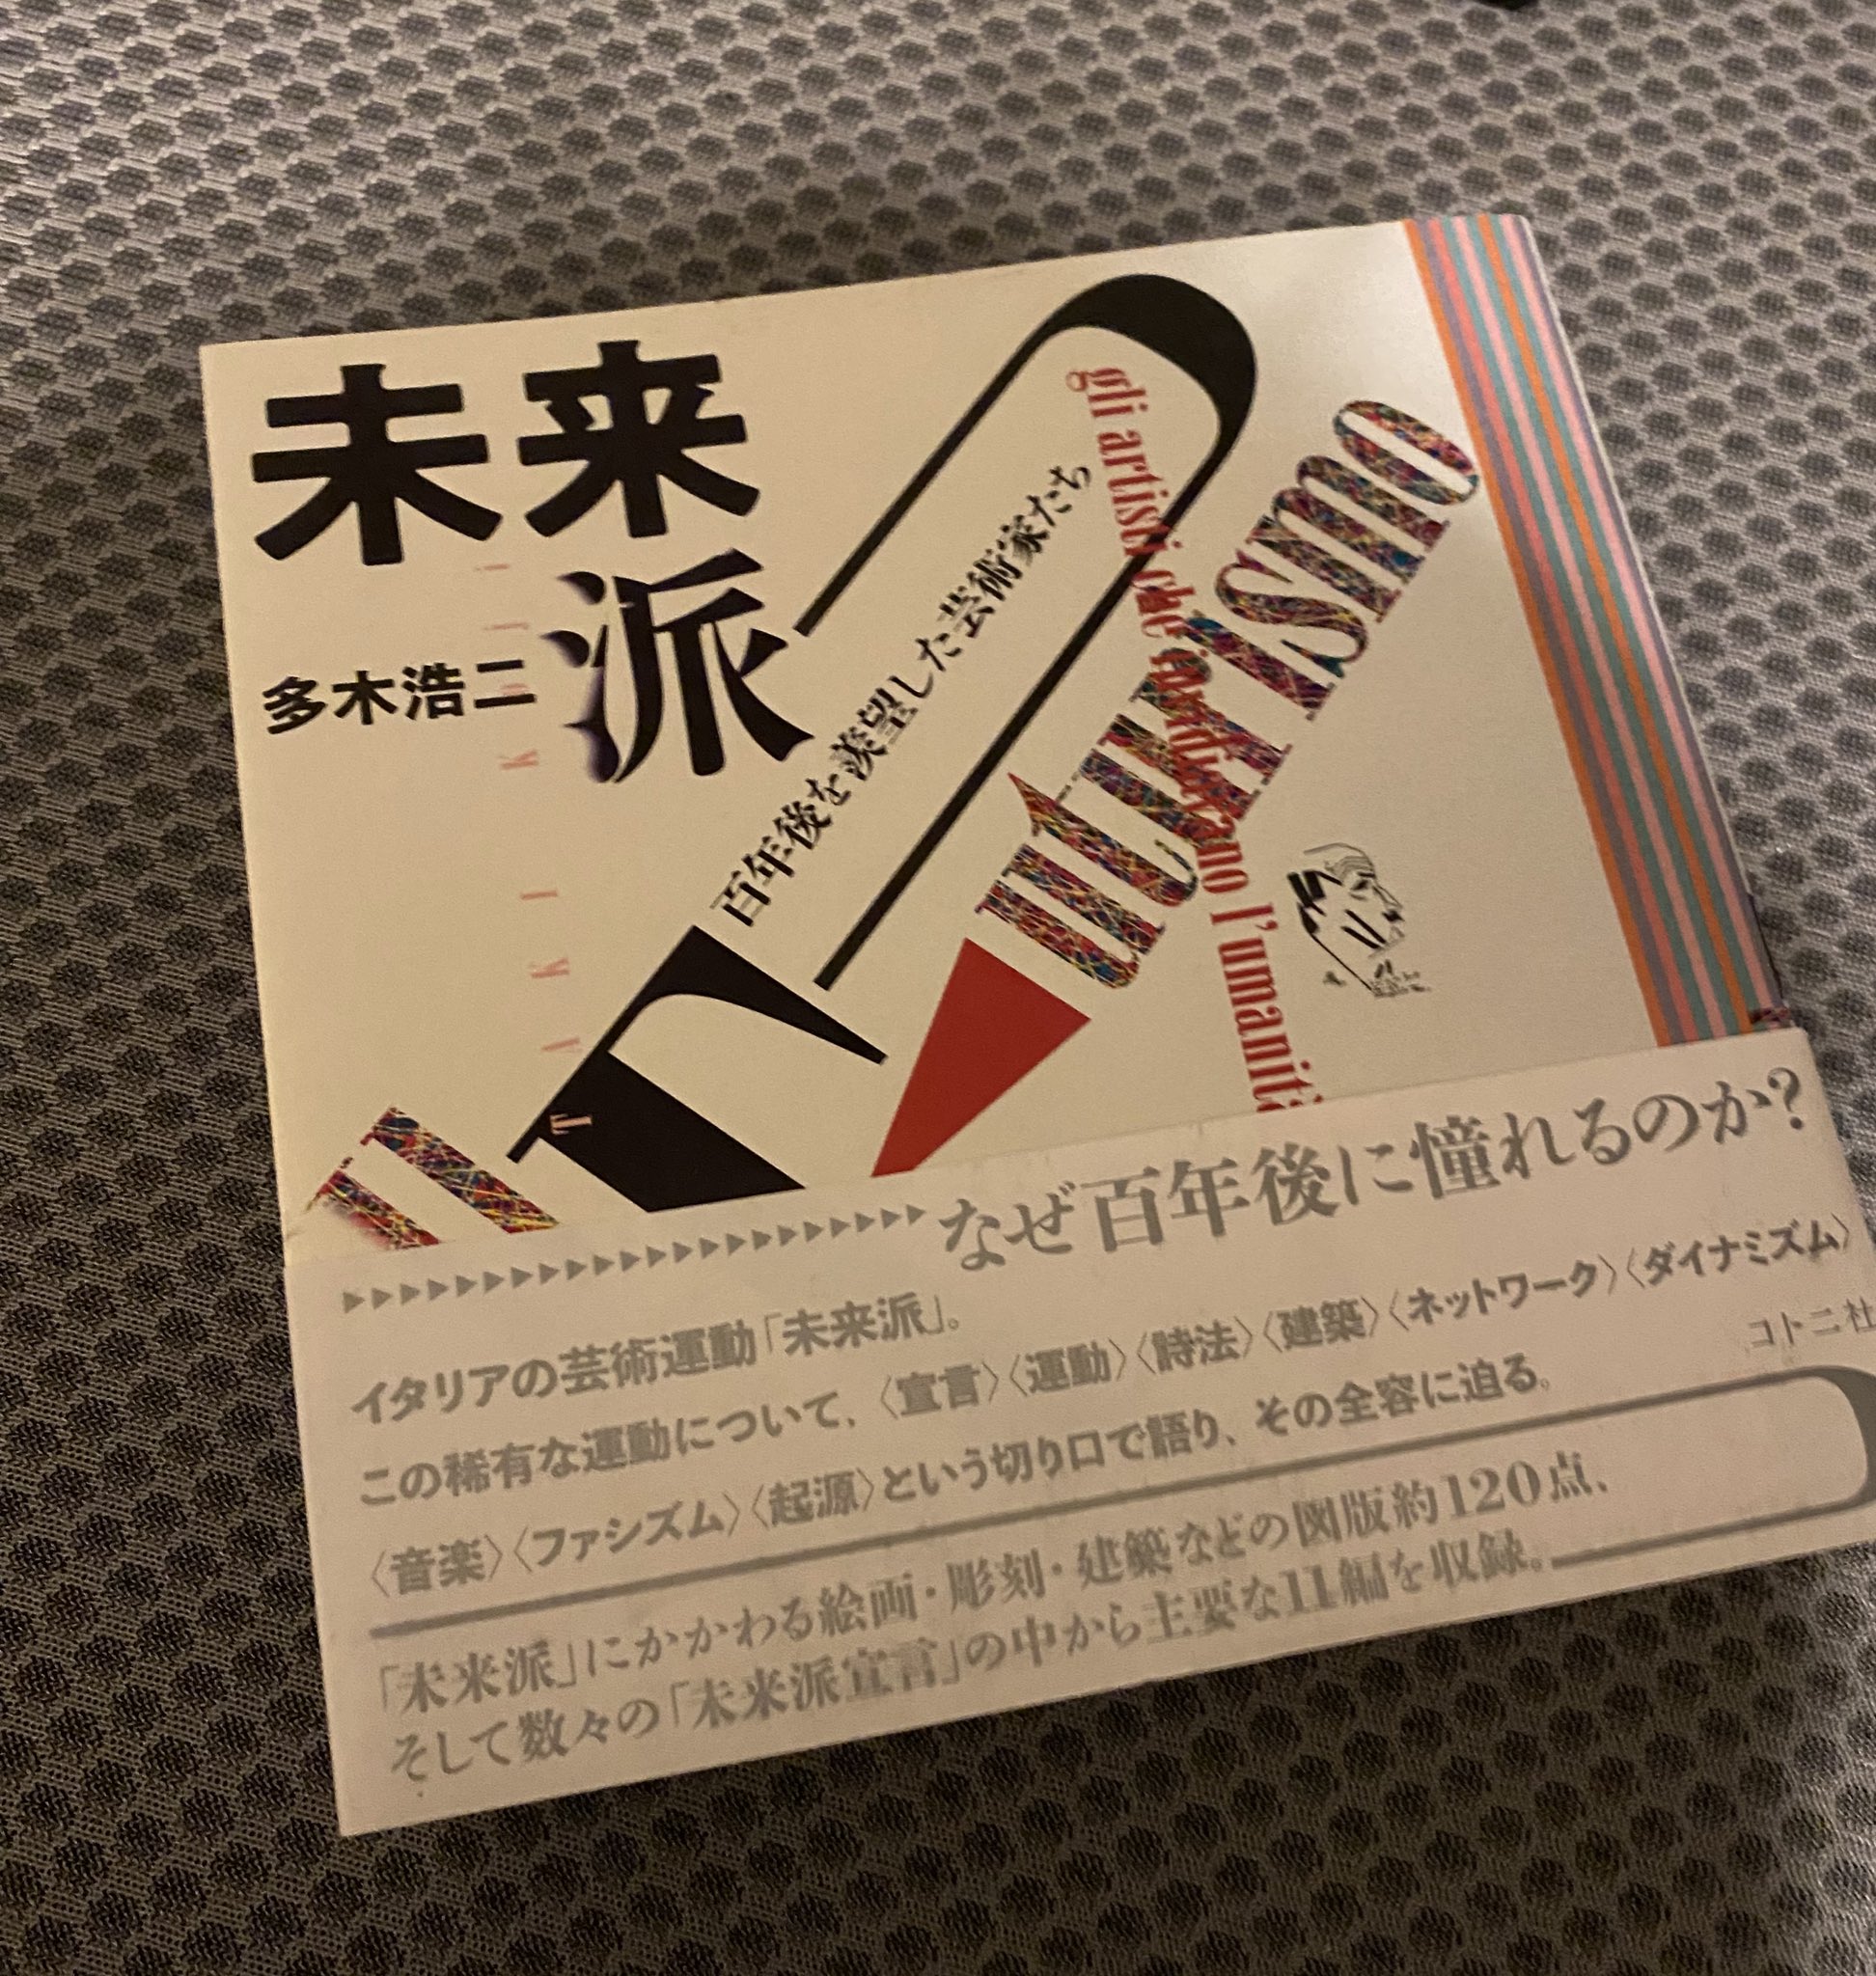 未来
派
多木浩二
百年後を羨望した芸術家たち
gli artisti che invidiavano l'umanità
Futurismo
TAKI KOJI
▶▶▶▶▶▶▶▶▶▶▶▶▶▶▶▶▶▶▶▶▶なぜ百年後に憧れるのか?
イタリアの芸術運動「未来派」。
この稀有な運動について、〈宣言〉〈運動〉〈詩法〉〈建築〉〈ネットワーク〉〈ダイナミズム〉
〈音楽〉〈ファシズム〉〈起源〉という切り口で語り、その全容に迫る。
コトニ社
「未来派」にかかわる絵画・彫刻・建築などの図版約120点、
そして数々の「未来派宣言」の中から主要な11編を収録。